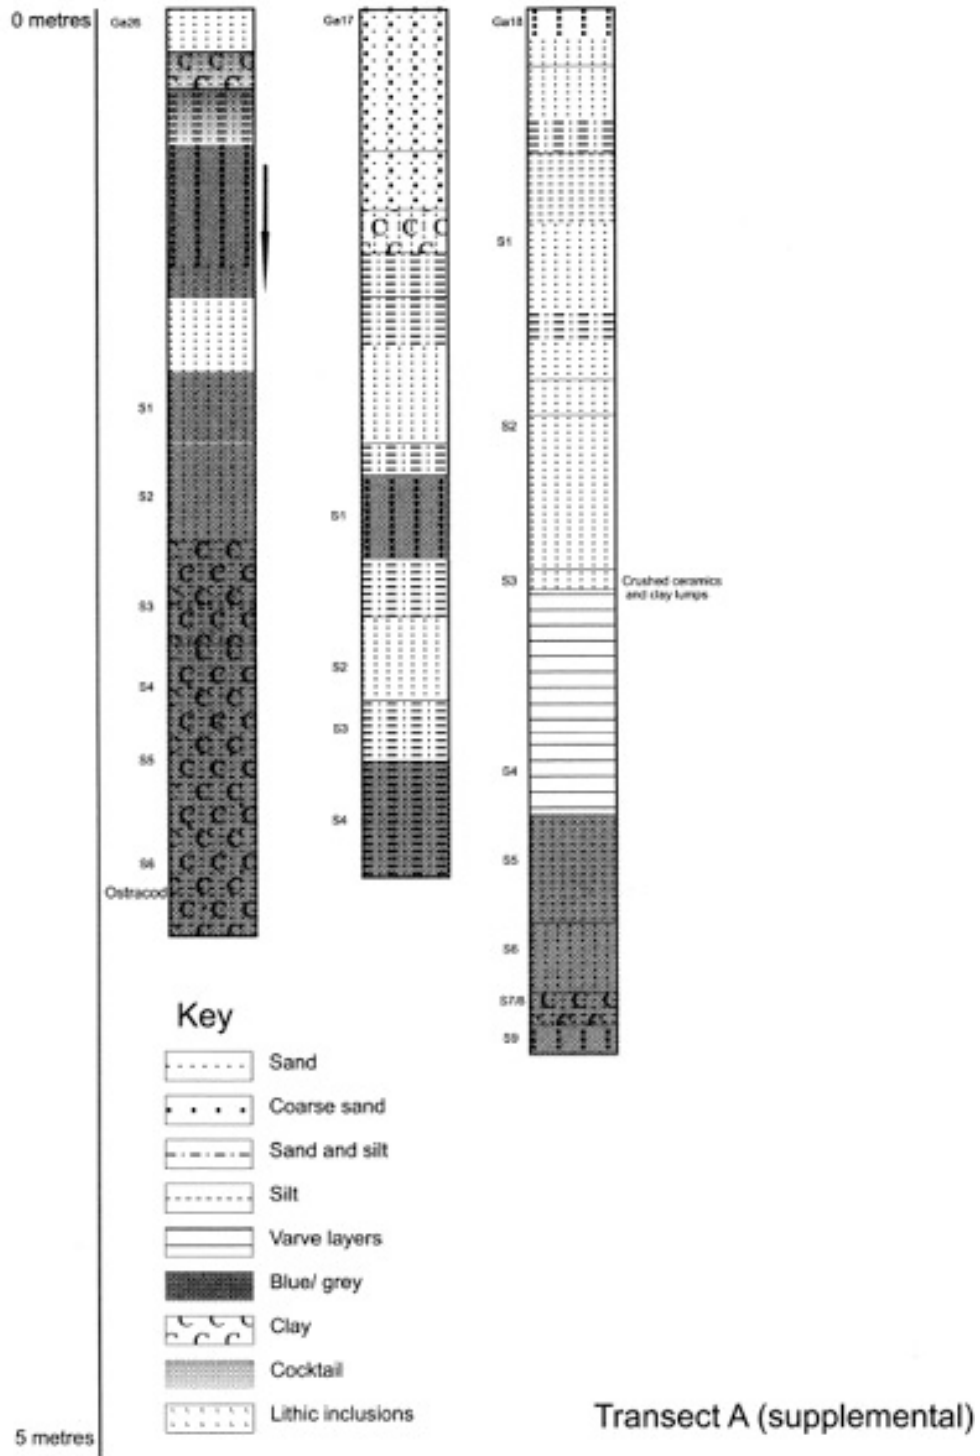 0 metres
Ga26
Ga17
Ga18
S1
S2
S3
S4
S5
S6
Ostracod
S1
S2
S3
S4
S1
S2
S3
Crushed ceramics
and clay lumps
S4
S5
S6
S7/8
S9
Key
Sand
Coarse sand
Sand and silt
Silt
Varve layers
Blue/ grey
Clay
Cocktail
Lithic inclusions
5 metres
Transect A (supplemental)